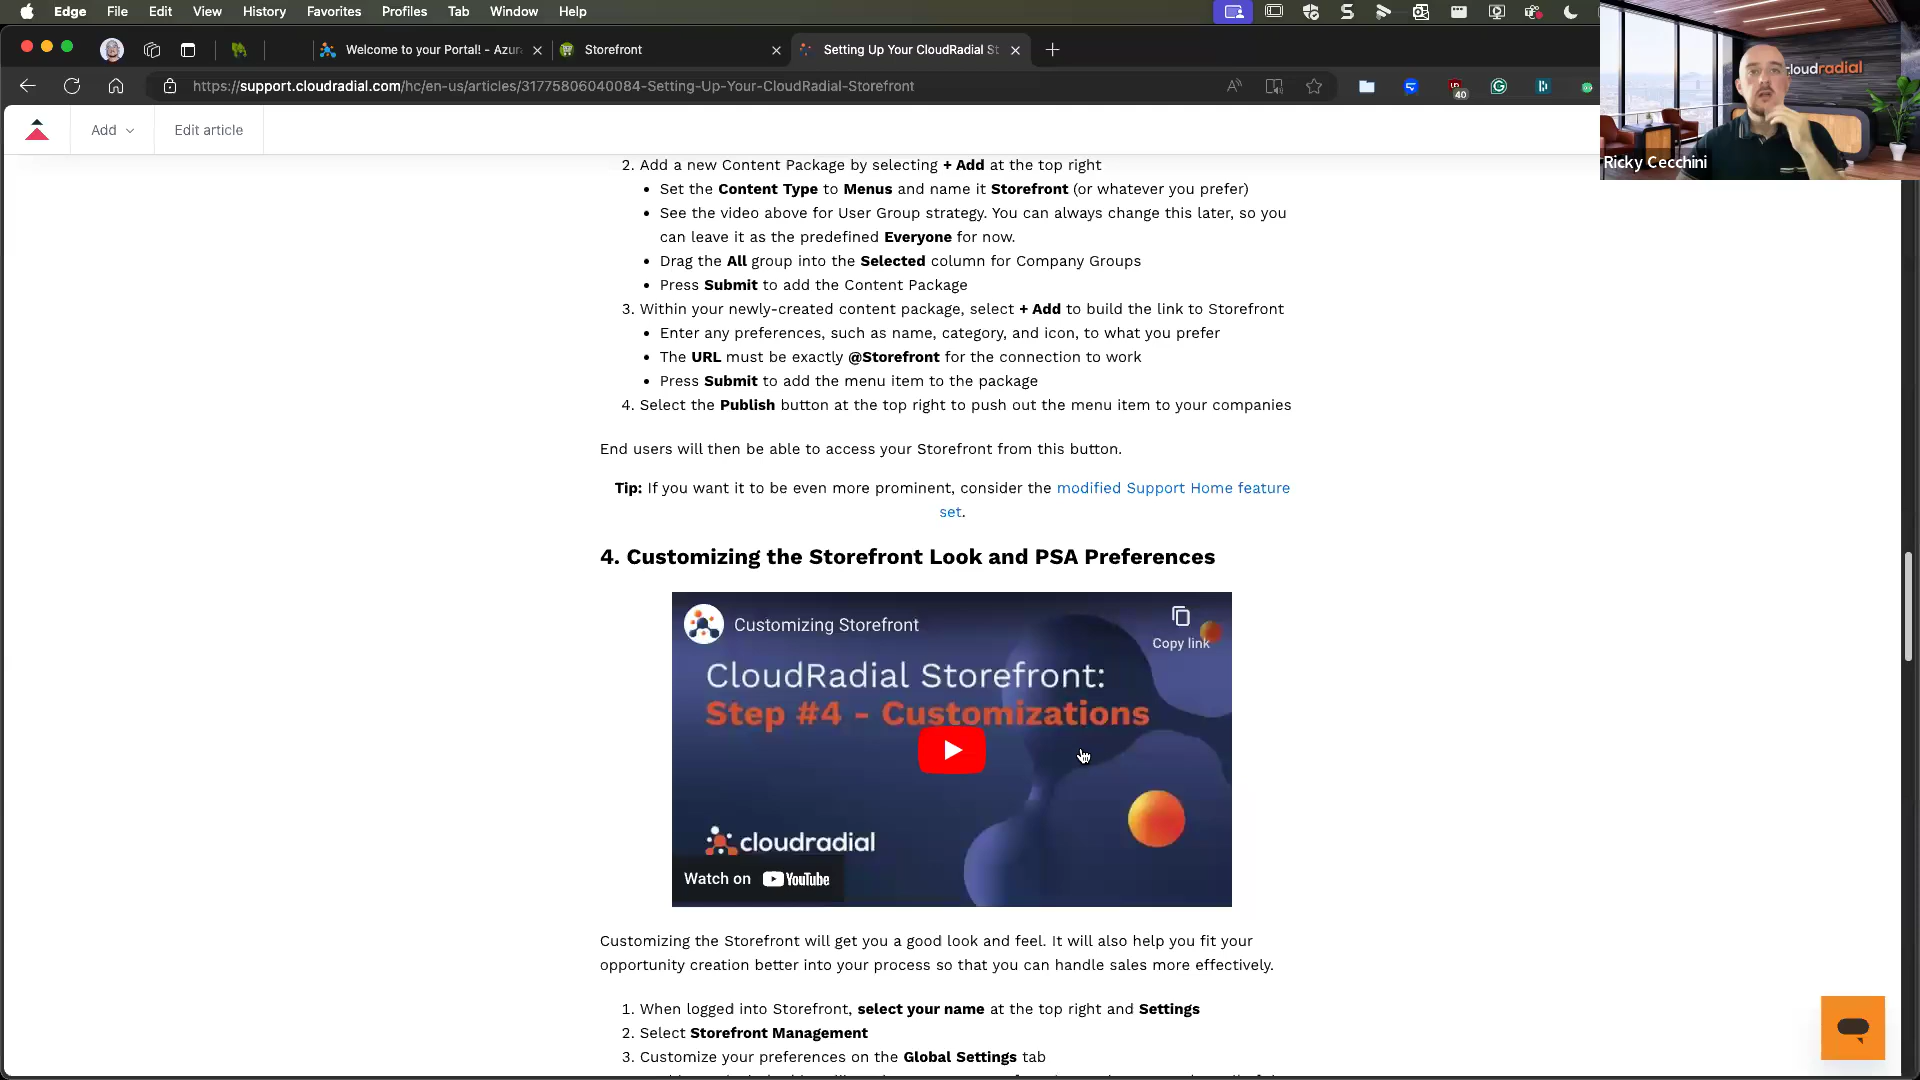 Edge File Edit View History Favorites Profiles Tab Window Help
Welcome to your Portal! - Azur
Storefront
Setting Up Your CloudRadial St
https://support.cloudradial.com/hc/en-us/articles/31775806040084-Setting-Up-Your-CloudRadial-Storefront
40
cloudradial
Ricky Cecchini
Add
Edit article
2. Add a new Content Package by selecting + Add at the top right
• Set the Content Type to Menus and name it Storefront (or whatever you prefer)
• See the video above for User Group strategy. You can always change this later, so you
can leave it as the predefined Everyone for now.
• Drag the All group into the Selected column for Company Groups
• Press Submit to add the Content Package
3. Within your newly-created content package, select + Add to build the link to Storefront
• Enter any preferences, such as name, category, and icon, to what you prefer
• The URL must be exactly @Storefront for the connection to work
• Press Submit to add the menu item to the package
4. Select the Publish button at the top right to push out the menu item to your companies
End users will then be able to access your Storefront from this button.
Tip: If you want it to be even more prominent, consider the modified Support Home feature
set.
4. Customizing the Storefront Look and PSA Preferences
Customizing Storefront
Copy link
CloudRadial Storefront:
Step #4 - Customizations
cloudradial
Watch on YouTube
Customizing the Storefront will get you a good look and feel. It will also help you fit your
opportunity creation better into your process so that you can handle sales more effectively.
1. When logged into Storefront, select your name at the top right and Settings
2. Select Storefront Management
3. Customize your preferences on the Global Settings tab